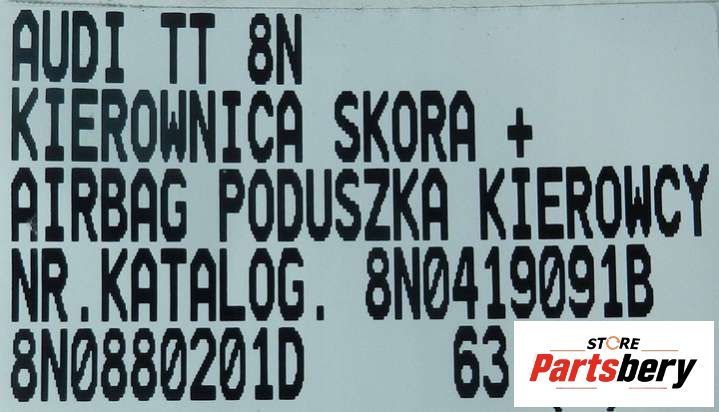 AUDI TT 8N
KIEROWNICA SKORA +
AIRBAG PODUSZKA KIEROWCY
NR.KATALOG. 8N0419091B
8N0880201D 63
STORE
Partsbery